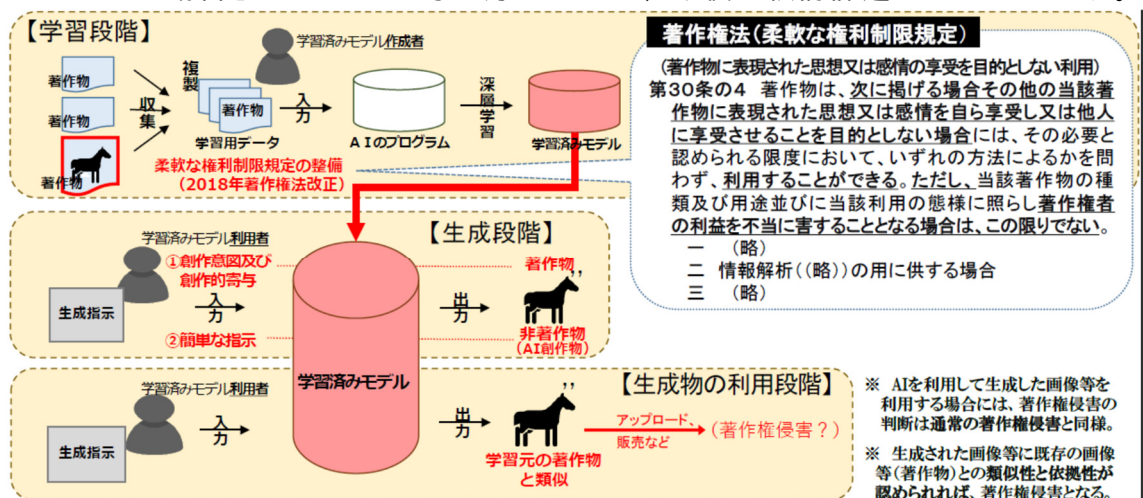 【学習段階】
著作物
著作物
著作物
収集
複製
著作物
学習用データ
学習済みモデル作成者
入力
AIのプログラム
深層学習
学習済みモデル
柔軟な権利制限規定の整備
(2018年著作権法改正)
著作権法(柔軟な権利制限規定)
(著作物に表現された思想又は感情の享受を目的としない利用)
第30条の4 著作物は、次に掲げる場合その他の当該著
作物に表現された思想又は感情を自ら享受し又は他人
に享受させることを目的としない場合には、その必要と
認められる限度において、いずれの方法によるかを問
わず、利用することができる。ただし、当該著作物の種
類及び用途並びに当該利用の態様に照らし著作権者
の利益を不当に害することとなる場合は、この限りでない。
一 (略)
二 情報解析((略))の用に供する場合
三 (略)
【生成段階】
学習済みモデル利用者
①創作意図及び
創作的寄与
生成指示
入力
②簡単な指示
出力
著作物
非著作物
(AI創作物)
学習済みモデル
【生成物の利用段階】
学習済みモデル利用者
生成指示
入力
出力
学習元の著作物
と類似
アップロード、
販売など
(著作権侵害?)
※ AIを利用して生成した画像等を
利用する場合には、著作権侵害の
判断は通常の著作権侵害と同様。
※ 生成された画像等に既存の画像
等(著作物)との類似性と依拠性が
認められれば、著作権侵害となる。